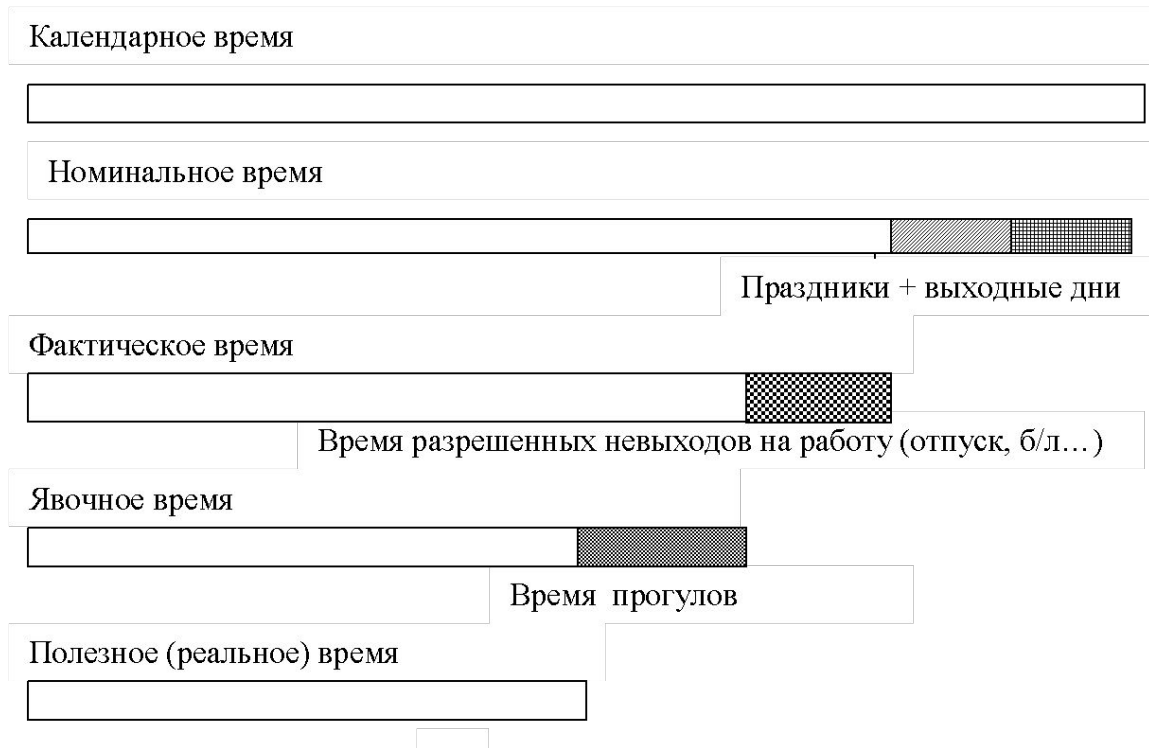 Календарное время
Номинальное время
Праздники + выходные дни
Фактическое время
Время разрешенных невыходов на работу (отпуск, б/л…)
Явочное время
Время прогулов
Полезное (реальное) время